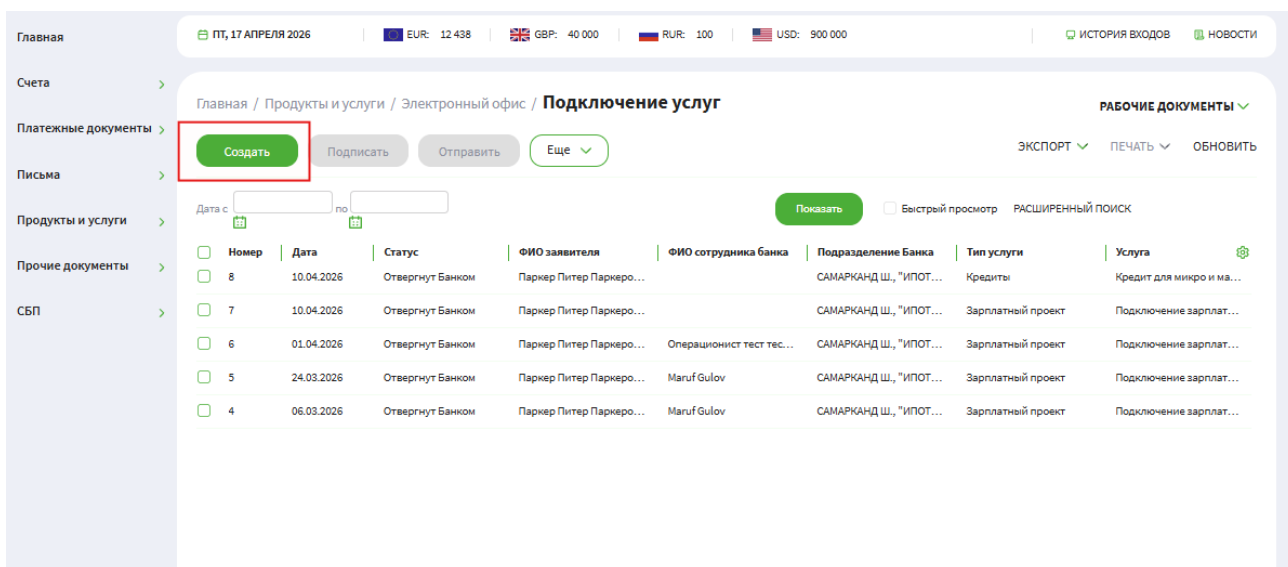 Главная
ПТ, 17 АПРЕЛЯ 2026 EUR: 12 438 GBP: 40 000 RUR: 100 USD: 900 000 ИСТОРИЯ ВХОДОВ НОВОСТИ
Счета
Платежные документы
Письма
Продукты и услуги
Прочие документы
СБП
Главная / Продукты и услуги / Электронный офис / Подключение услуг
РАБОЧИЕ ДОКУМЕНТЫ
Создать Подписать Отправить Еще ЭКСПОРТ ПЕЧАТЬ ОБНОВИТЬ
Дата с по Показать Быстрый просмотр РАСШИРЕННЫЙ ПОИСК
Номер Дата Статус ФИО заявителя ФИО сотрудника банка Подразделение Банка Тип услуги Услуга
8 10.04.2026 Отвергнут Банком Паркер Питер Паркеро... САМАРКАНД Ш., "ИПОТ... Кредиты Кредит для микро и ма...
7 10.04.2026 Отвергнут Банком Паркер Питер Паркеро... САМАРКАНД Ш., "ИПОТ... Зарплатный проект Подключение зарплат...
6 01.04.2026 Отвергнут Банком Паркер Питер Паркеро... Операционист тест тес... САМАРКАНД Ш., "ИПОТ... Зарплатный проект Подключение зарплат...
5 24.03.2026 Отвергнут Банком Паркер Питер Паркеро... Maruf Gulov САМАРКАНД Ш., "ИПОТ... Зарплатный проект Подключение зарплат...
4 06.03.2026 Отвергнут Банком Паркер Питер Паркеро... Maruf Gulov САМАРКАНД Ш., "ИПОТ... Зарплатный проект Подключение зарплат...